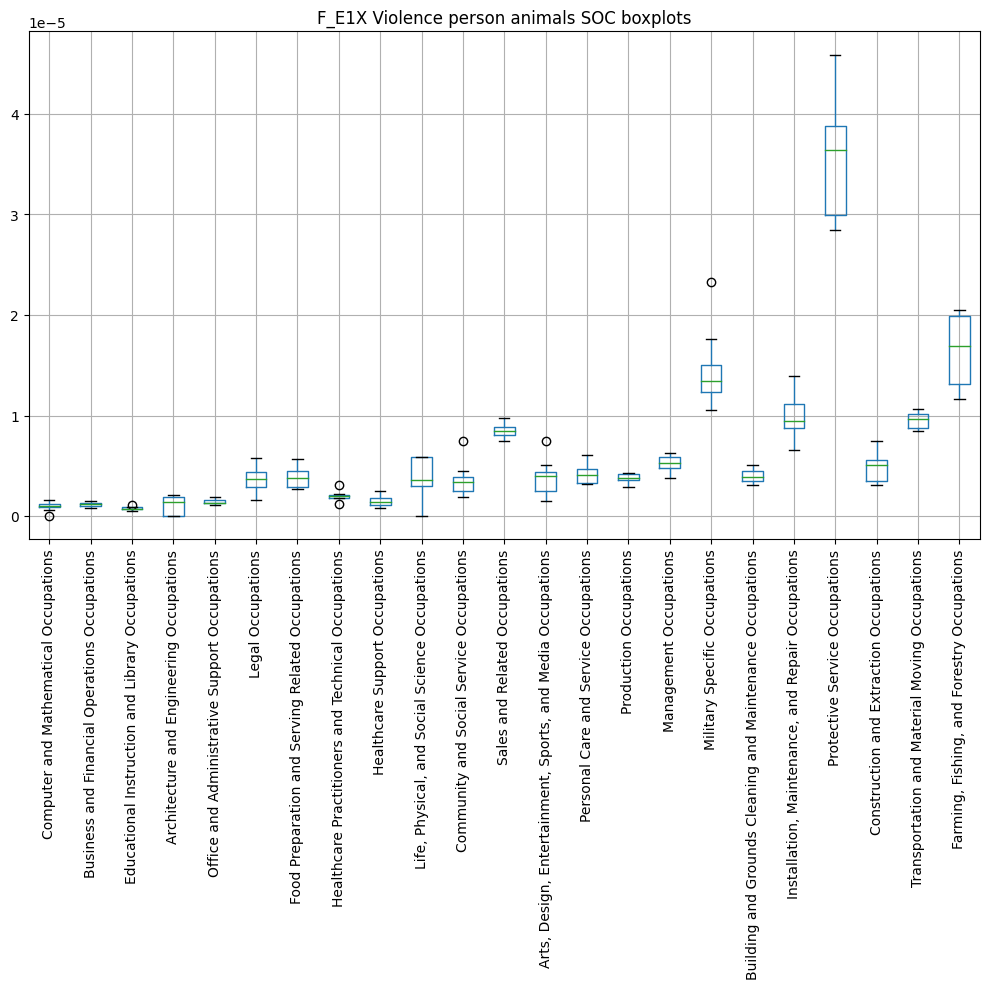 F_E1X Violence person animals SOC boxplots
1e−5
4
3
2
1
0
Computer and Mathematical Occupations
Business and Financial Operations Occupations
Educational Instruction and Library Occupations
Architecture and Engineering Occupations
Office and Administrative Support Occupations
Legal Occupations
Food Preparation and Serving Related Occupations
Healthcare Practitioners and Technical Occupations
Healthcare Support Occupations
Life, Physical, and Social Science Occupations
Community and Social Service Occupations
Sales and Related Occupations
Arts, Design, Entertainment, Sports, and Media Occupations
Personal Care and Service Occupations
Production Occupations
Management Occupations
Military Specific Occupations
Building and Grounds Cleaning and Maintenance Occupations
Installation, Maintenance, and Repair Occupations
Protective Service Occupations
Construction and Extraction Occupations
Transportation and Material Moving Occupations
Farming, Fishing, and Forestry Occupations